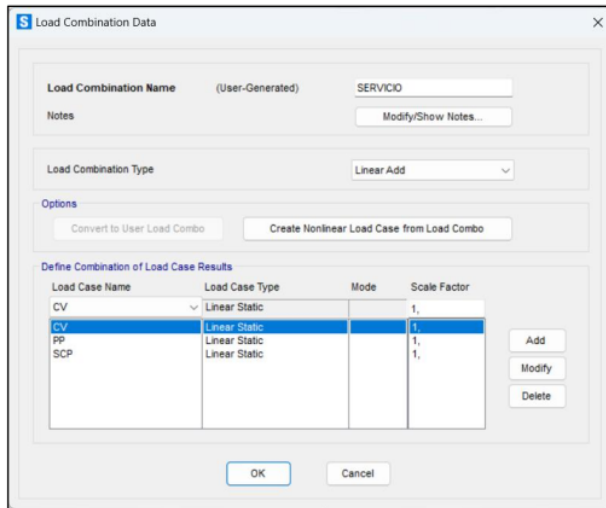 S Load Combination Data
Load Combination Name (User-Generated) SERVICIO
Notes Modify/Show Notes...
Load Combination Type Linear Add
Options
Convert to User Load Combo Create Nonlinear Load Case from Load Combo
Define Combination of Load Case Results
Load Case Name Load Case Type Mode Scale Factor
CV Linear Static 1,
CV Linear Static 1,
PP Linear Static 1,
SCP Linear Static 1,
Add
Modify
Delete
OK Cancel